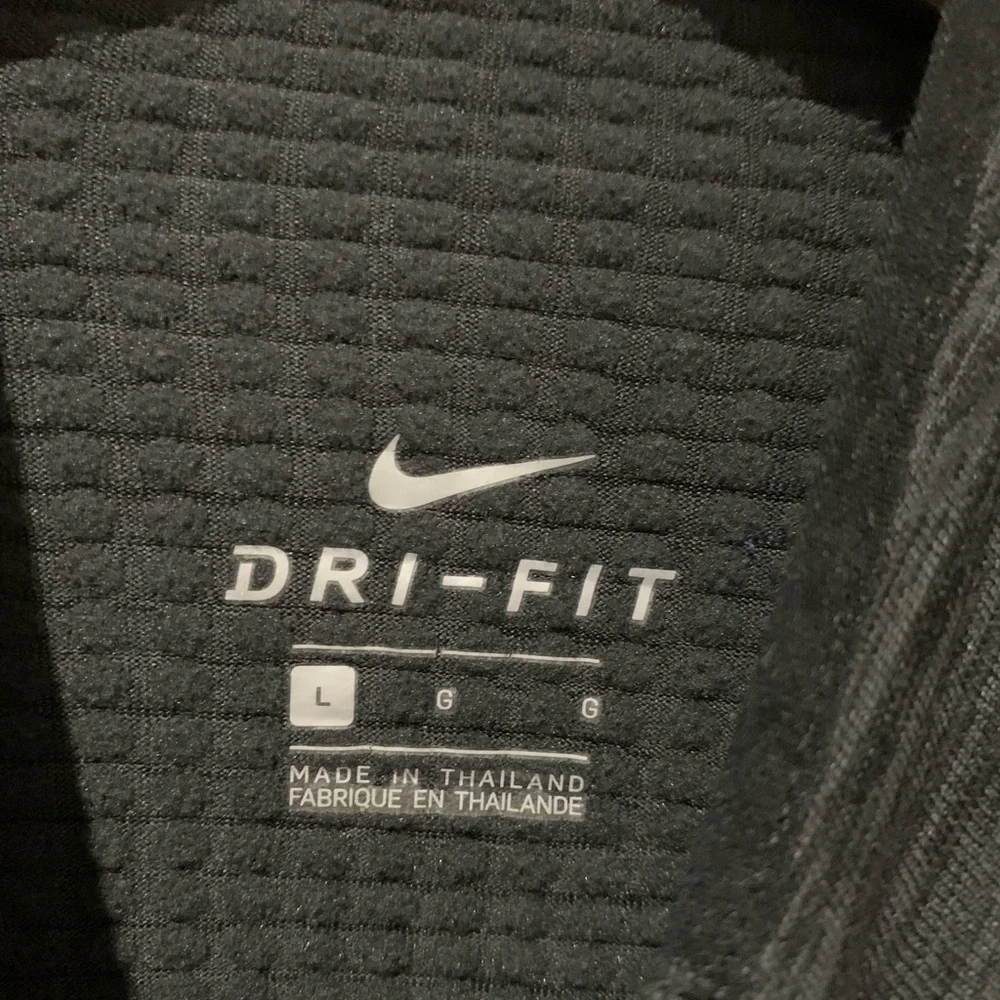 DRI-FIT
L G G
MADE IN THAILAND
FABRIQUE EN THAILANDE